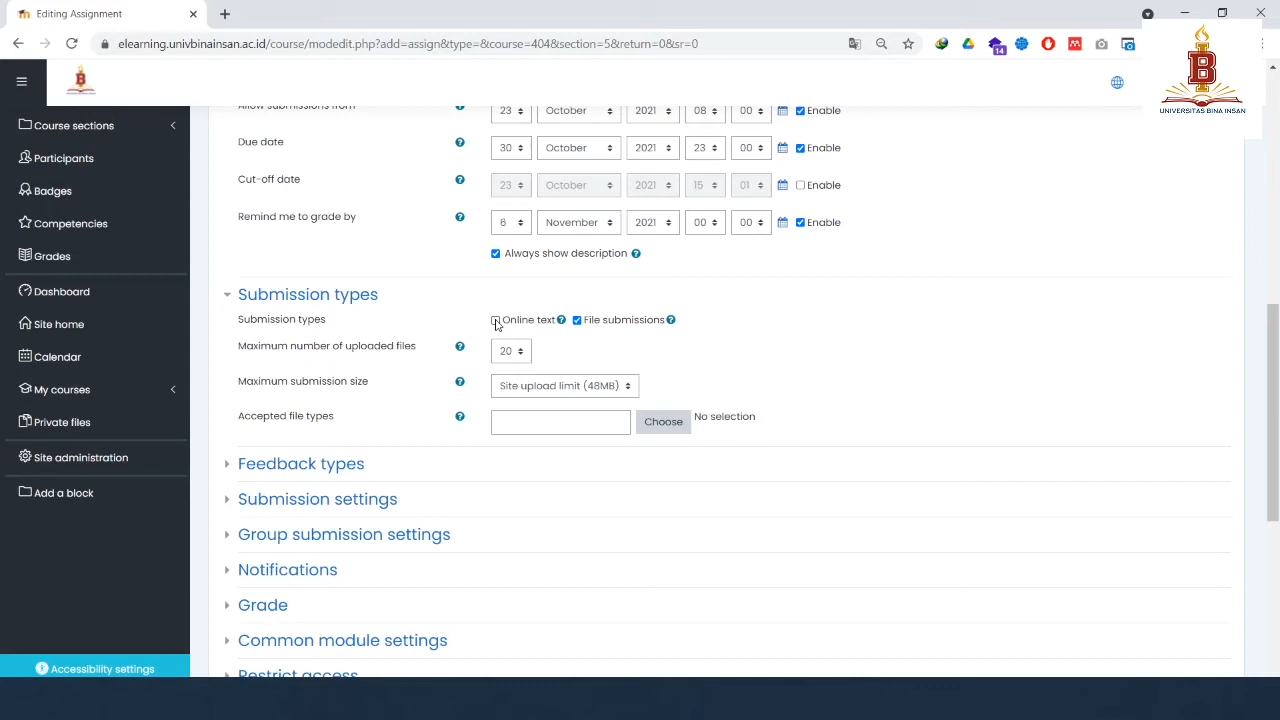 Editing Assignment
elearning.univbinainsan.ac.id/course/modedit.php?add=assign&type=&course=404&section=5&return=0&sr=0
14
B
UNIVERSITAS BINA INSAN
Course sections
Participants
Badges
Competencies
Grades
Dashboard
Site home
Calendar
My courses
Private files
Site administration
Add a block
Accessibility settings
Allow submissions from 23 October 2021 08 00 Enable
Due date 30 October 2021 23 00 Enable
Cut-off date 23 October 2021 15 01 Enable
Remind me to grade by 6 November 2021 00 00 Enable
Always show description
Submission types
Submission types Online text File submissions
Maximum number of uploaded files 20
Maximum submission size Site upload limit (48MB)
Accepted file types Choose No selection
Feedback types
Submission settings
Group submission settings
Notifications
Grade
Common module settings
Restrict access